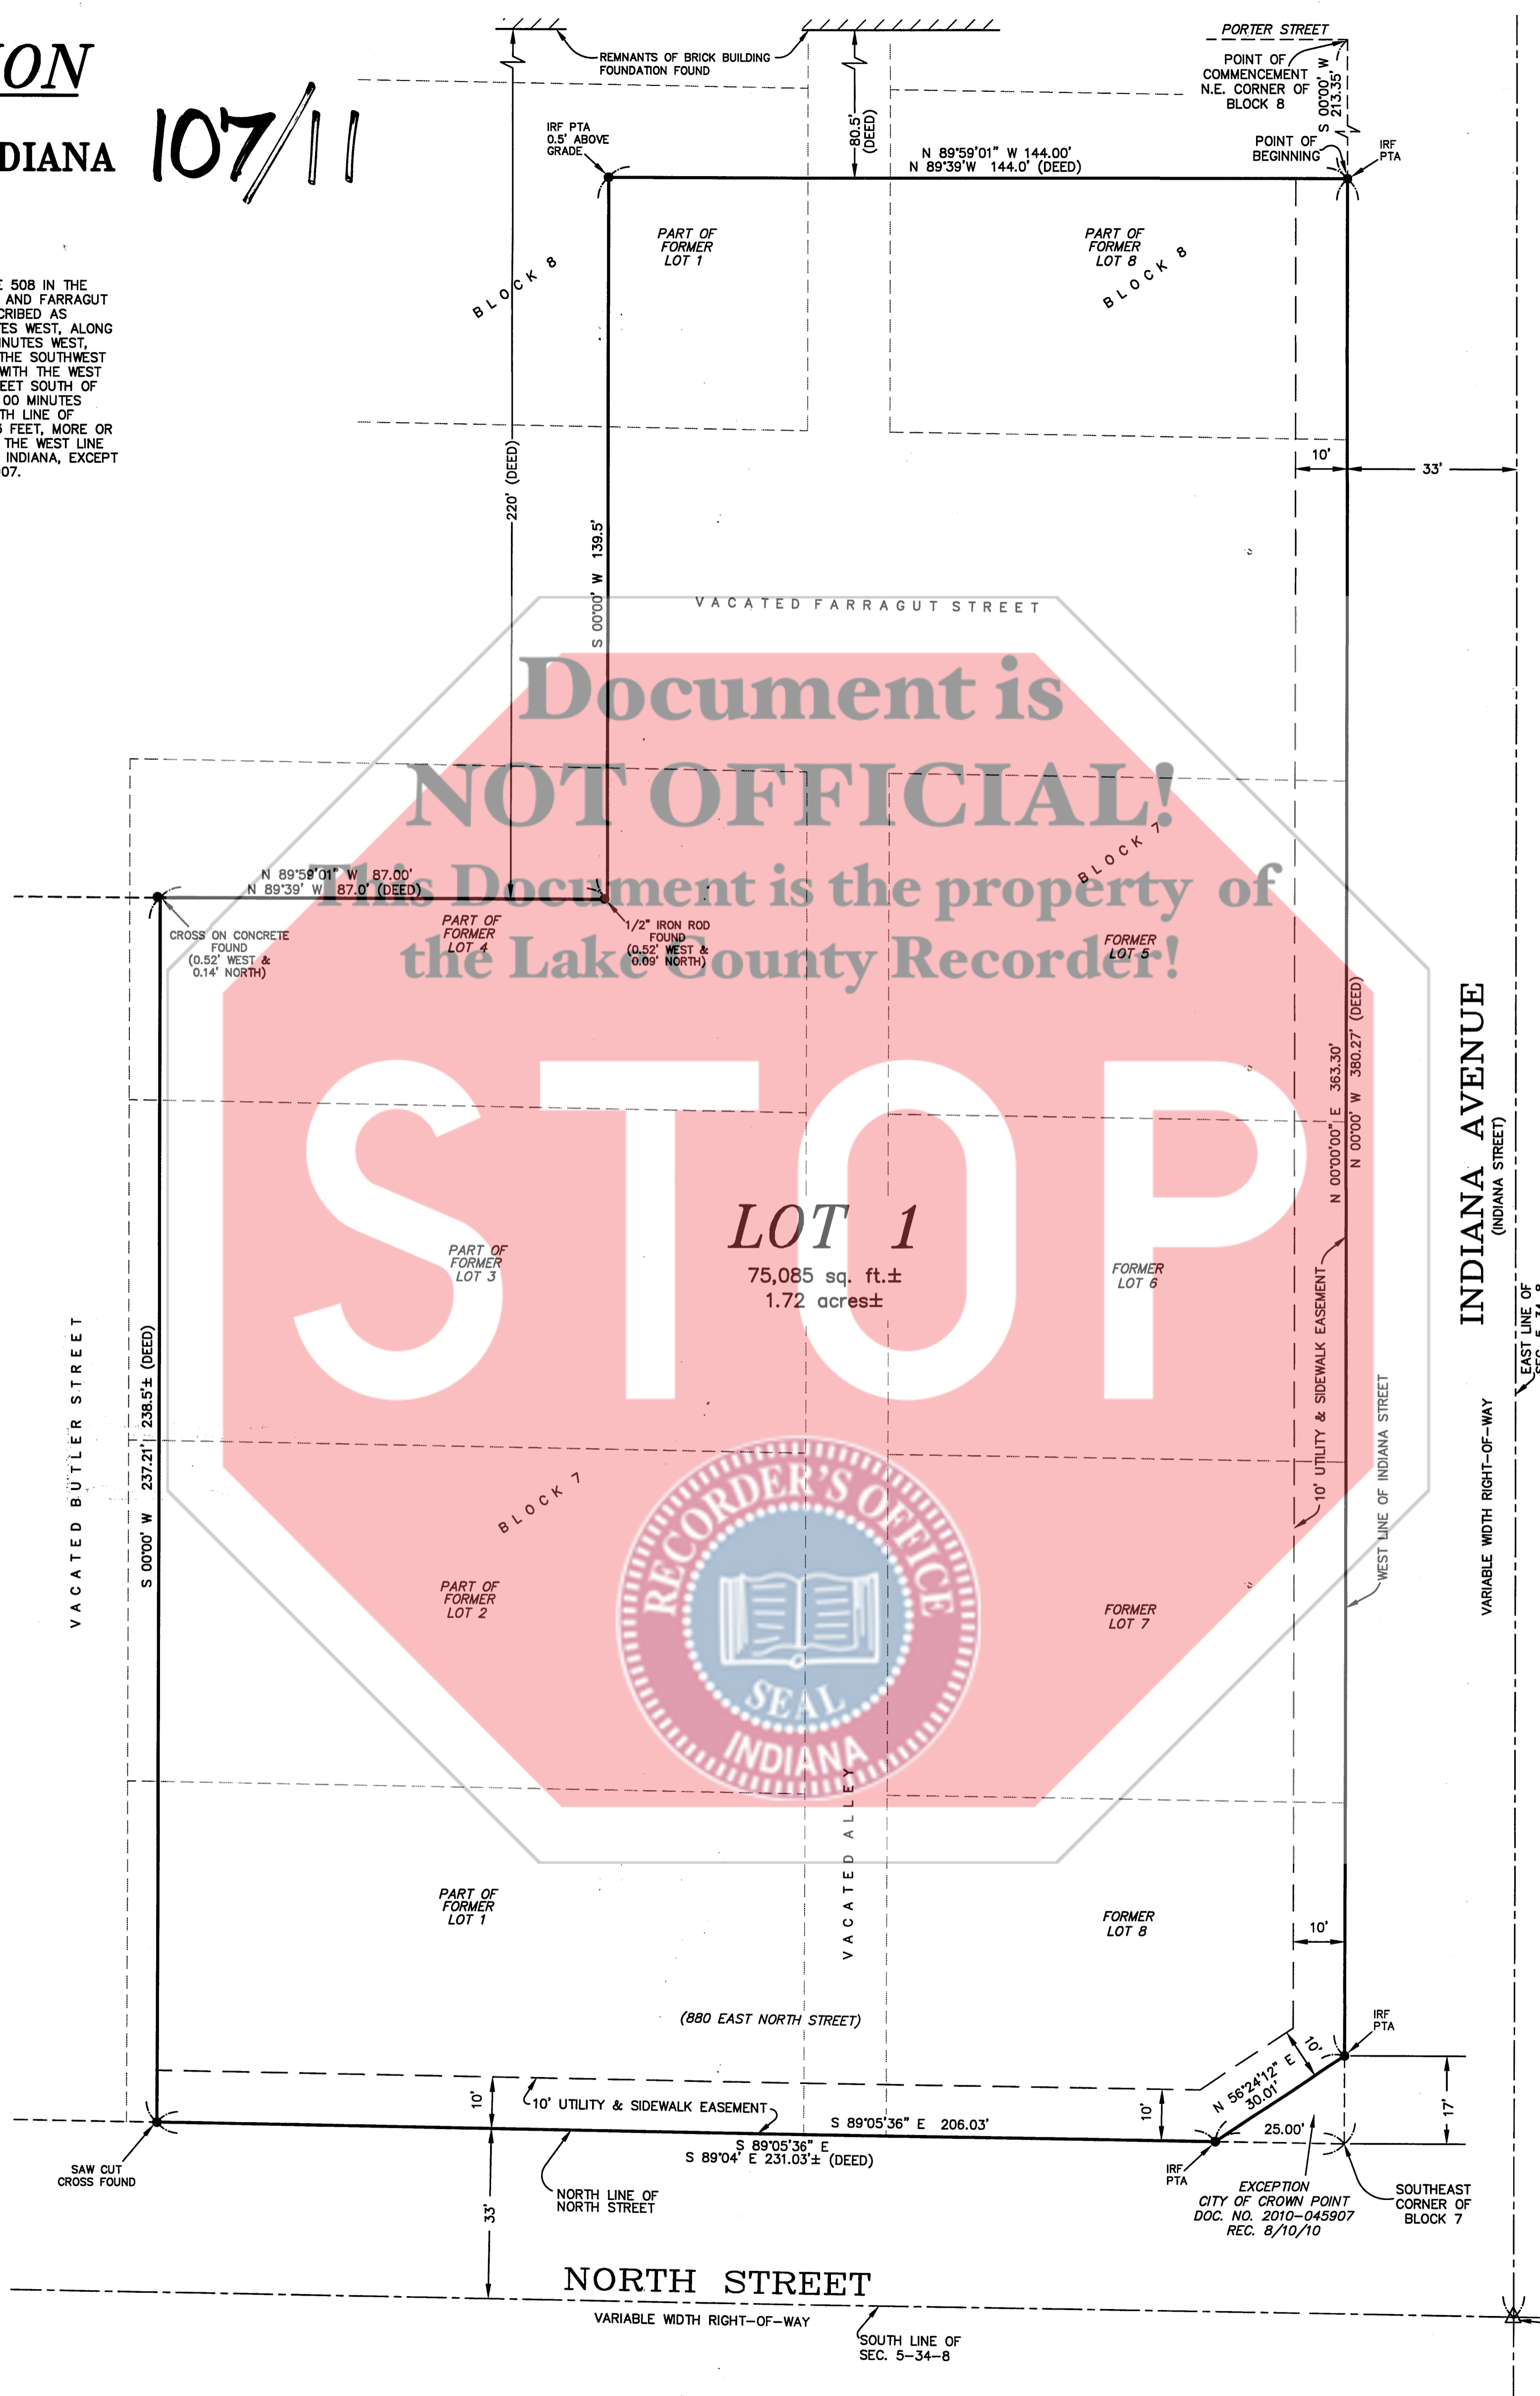 ION
DIANA
107/11
E 508 IN THE
AND FARRAGUT
CRIBED AS
TES WEST, ALONG
INUTES WEST,
THE SOUTHWEST
WITH THE WEST
EET SOUTH OF
00 MINUTES
TH LINE OF
FEET, MORE OR
THE WEST LINE
INDIANA, EXCEPT
07.
REMNANTS OF BRICK BUILDING
FOUNDATION FOUND
PORTER STREET
POINT OF
COMMENCEMENT
N.E. CORNER OF
BLOCK 8
S 00°00' W
213.35'
POINT OF
BEGINNING
IRF
PTA
IRF PTA
0.5' ABOVE
GRADE
80.5'
(DEED)
N 89°59'01" W 144.00'
N 89°39'W 144.0' (DEED)
PART OF
FORMER
LOT 1
PART OF
FORMER
LOT 8
BLOCK 8
BLOCK 8
220' (DEED)
10'
33'
S 00°00' W 139.5'
VACATED FARRAGUT STREET
Document is
NOT OFFICIAL!
This Document is the property of
the Lake County Recorder!
STOP
BLOCK 7
N 89°59'01" W 87.00'
N 89°39' W 87.0' (DEED)
CROSS ON CONCRETE
FOUND
(0.52' WEST &
0.14' NORTH)
PART OF
FORMER
LOT 4
1/2" IRON ROD
FOUND
(0.52' WEST &
0.09' NORTH)
FORMER
LOT 5
N 00°00'00" E 363.30'
N 00°00' W 380.27' (DEED)
INDIANA AVENUE
(INDIANA STREET)
VARIABLE WIDTH RIGHT-OF-WAY
EAST LINE OF
SEC. 5-34-8
LOT 1
75,085 sq. ft.±
1.72 acres±
PART OF
FORMER
LOT 3
FORMER
LOT 6
10' UTILITY & SIDEWALK EASEMENT
WEST LINE OF INDIANA STREET
VACATED BUTLER STREET
S 00°00' W 237.21' 238.5'± (DEED)
BLOCK 7
RECORDER'S OFFICE
SEAL
INDIANA
PART OF
FORMER
LOT 2
FORMER
LOT 7
VACATED ALLEY
PART OF
FORMER
LOT 1
FORMER
LOT 8
10'
(880 EAST NORTH STREET)
IRF
PTA
10'
N 56°24'12" E
30.01'
10'
10' UTILITY & SIDEWALK EASEMENT
10'
17'
S 89°05'36" E 206.03'
S 89°05'36" E
S 89°04' E 231.03'± (DEED)
25.00'
SAW CUT
CROSS FOUND
NORTH LINE OF
NORTH STREET
33'
IRF
PTA
EXCEPTION
CITY OF CROWN POINT
DOC. NO. 2010-045907
REC. 8/10/10
SOUTHEAST
CORNER OF
BLOCK 7
NORTH STREET
VARIABLE WIDTH RIGHT-OF-WAY
SOUTH LINE OF
SEC. 5-34-8